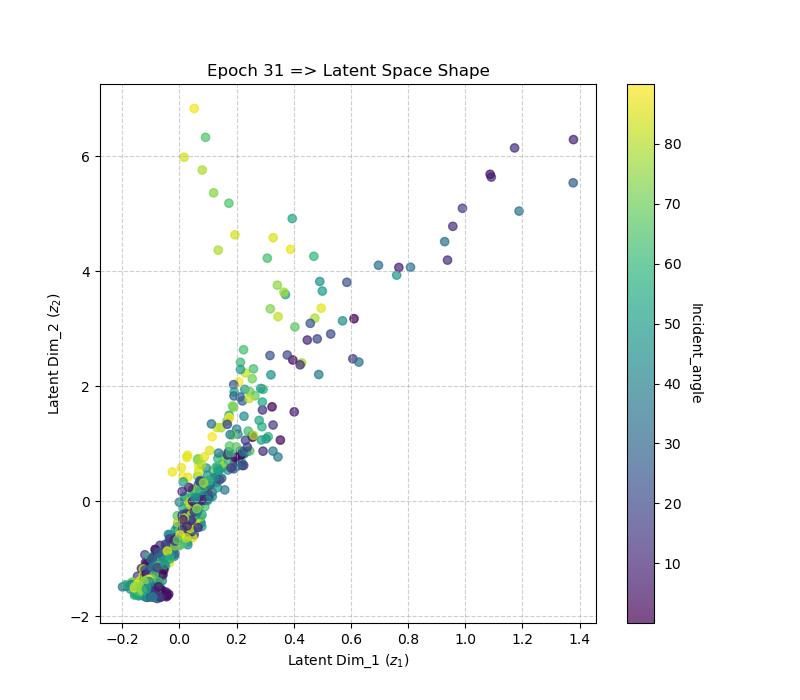 Epoch 31 => Latent Space Shape
6
4
2
0
−2
Latent Dim_2 (z₂)
−0.2 0.0 0.2 0.4 0.6 0.8 1.0 1.2 1.4
Latent Dim_1 (z₁)
80
70
60
50
40
30
20
10
Incident_angle